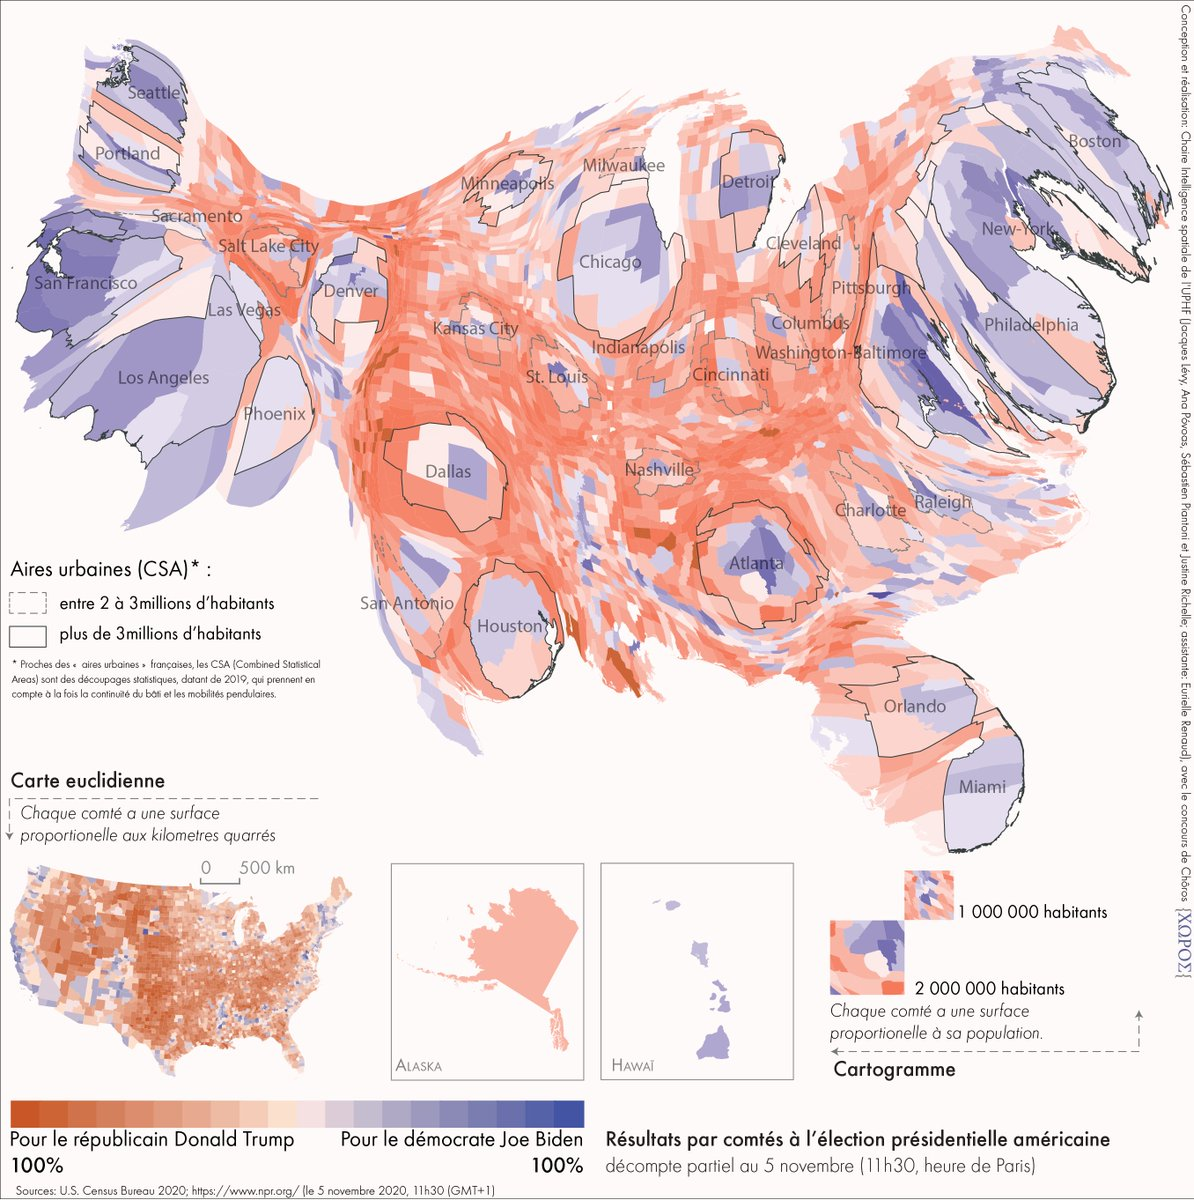 Seattle
Portland
Sacramento
San Francisco
Salt Lake City
Las Vegas
Los Angeles
Phoenix
Denver
Minneapolis
Milwaukee
Chicago
Detroit
Cleveland
Pittsburgh
Boston
New-York
Philadelphia
Kansas City
St. Louis
Indianapolis
Columbus
Washington-Baltimore
Cincinnati
Dallas
Nashville
Charlotte
Raleigh
Atlanta
San Antonio
Houston
Orlando
Miami
Aires urbaines (CSA)* :
entre 2 à 3millions d’habitants
plus de 3millions d’habitants
* Proches des « aires urbaines » françaises, les CSA (Combined Statistical
Areas) sont des découpages statistiques, datant de 2019, qui prennent en
compte à la fois la continuité du bâti et les mobilités pendulaires.
Carte euclidienne
Chaque comté a une surface
proportionelle aux kilometres quarrés
0 500 km
ALASKA
HAWAÏ
1 000 000 habitants
2 000 000 habitants
Chaque comté a une surface
proportionelle à sa population.
Cartogramme
Pour le républicain Donald Trump
100%
Pour le démocrate Joe Biden
100%
Résultats par comtés à l’élection présidentielle américaine
décompte partiel au 5 novembre (11h30, heure de Paris)
Sources: U.S. Census Bureau 2020; https://www.npr.org/ (le 5 novembre 2020, 11h30 (GMT+1)
Conception et réalisation: Chaire Intelligence spatiale de l’UPHF (Jacques Lévy, Ana Póvoas, Sébastien Piantoni et Justine Richelle; assistante: Eurielle Renaud), avec le concours de Chôros {ΧΩΡΟΣ{